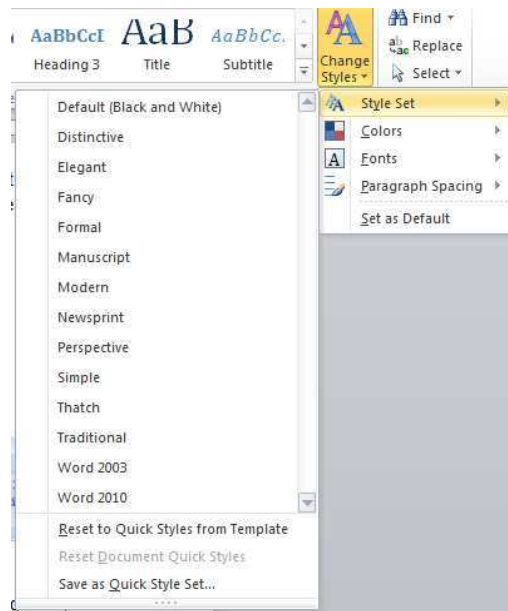 AaBbCcI AaB AaBbCc.
Heading 3 Title Subtitle
Change
Styles
Find
Replace
Select
Style Set
Colors
Fonts
Paragraph Spacing
Set as Default
Default (Black and White)
Distinctive
Elegant
Fancy
Formal
Manuscript
Modern
Newsprint
Perspective
Simple
Thatch
Traditional
Word 2003
Word 2010
Reset to Quick Styles from Template
Reset Document Quick Styles
Save as Quick Style Set...